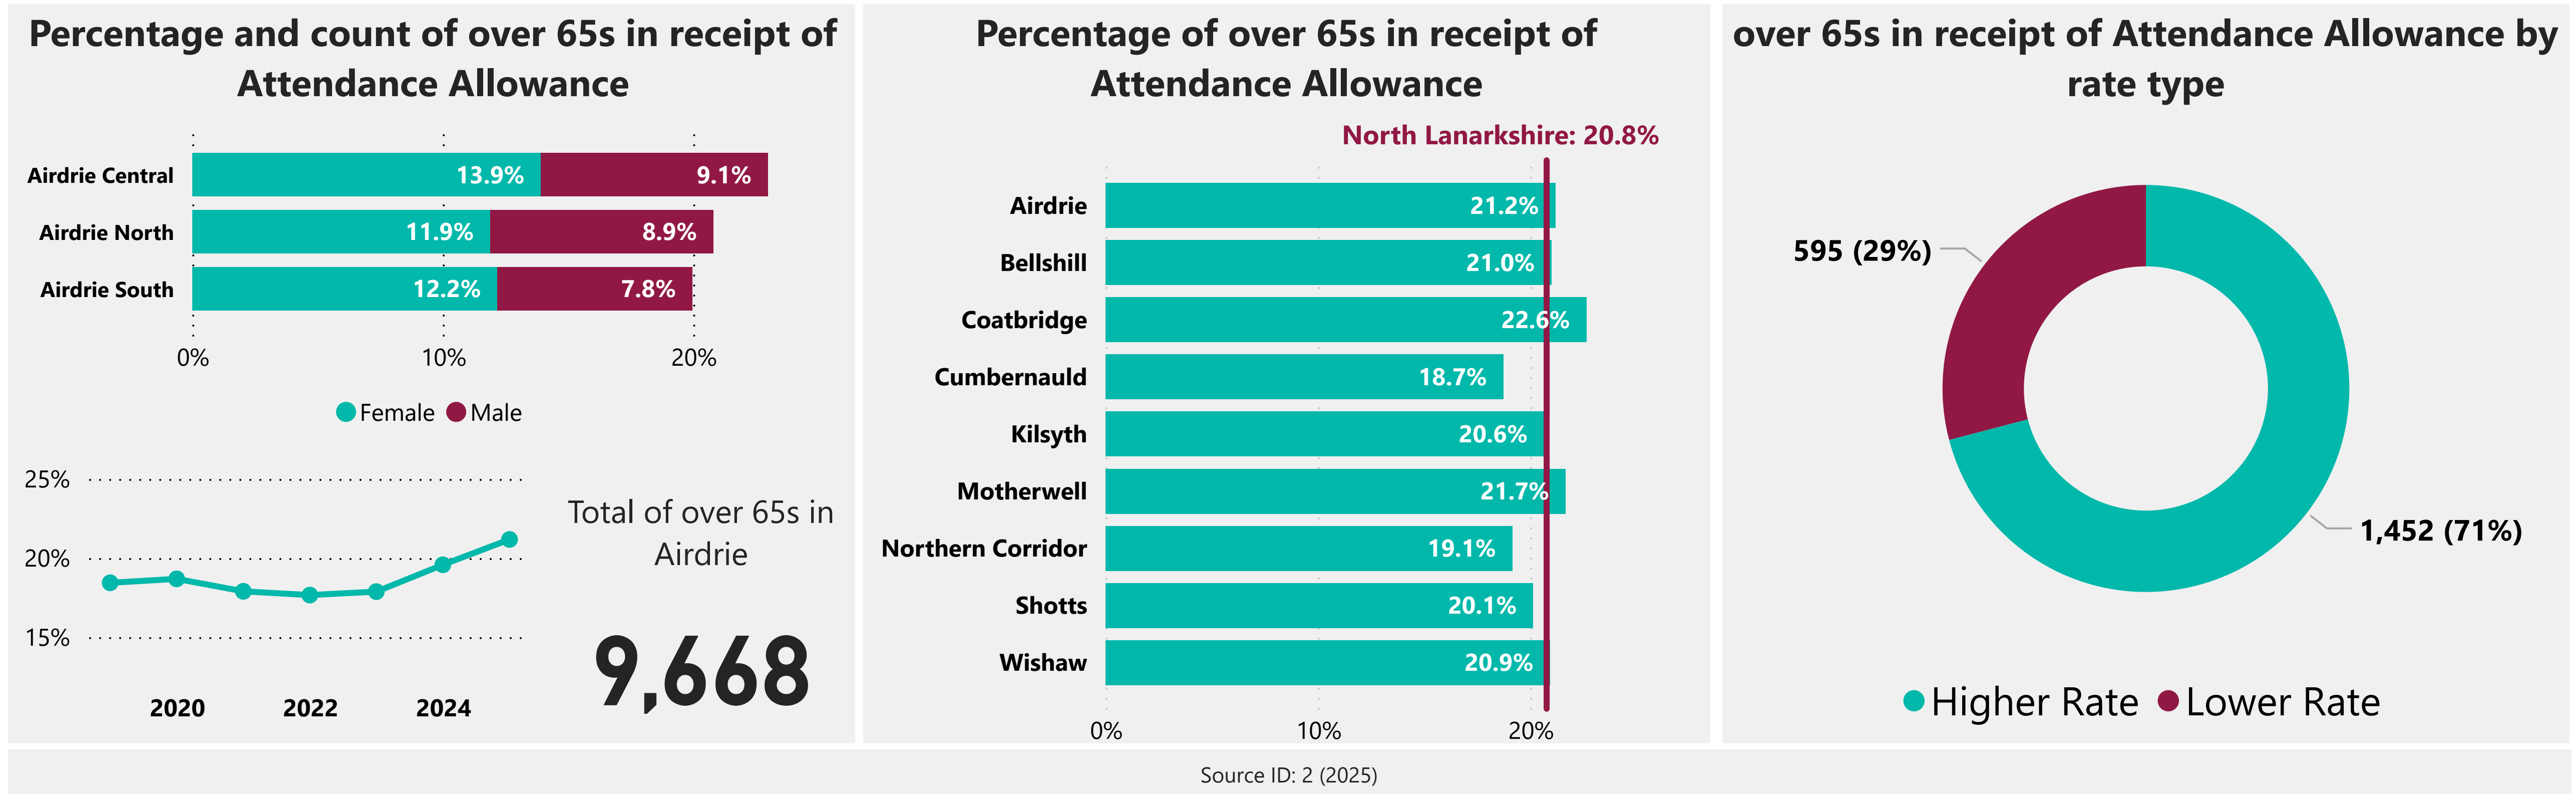 Percentage and count of over 65s in receipt of
Attendance Allowance
Airdrie Central 13.9% 9.1%
Airdrie North 11.9% 8.9%
Airdrie South 12.2% 7.8%
0% 10% 20%
Female Male
25%
20%
15%
2020 2022 2024
Total of over 65s in
Airdrie
9,668
Percentage of over 65s in receipt of
Attendance Allowance
North Lanarkshire: 20.8%
Airdrie 21.2%
Bellshill 21.0%
Coatbridge 22.6%
Cumbernauld 18.7%
Kilsyth 20.6%
Motherwell 21.7%
Northern Corridor 19.1%
Shotts 20.1%
Wishaw 20.9%
0% 10% 20%
over 65s in receipt of Attendance Allowance by
rate type
595 (29%)
1,452 (71%)
Higher Rate Lower Rate
Source ID: 2 (2025)